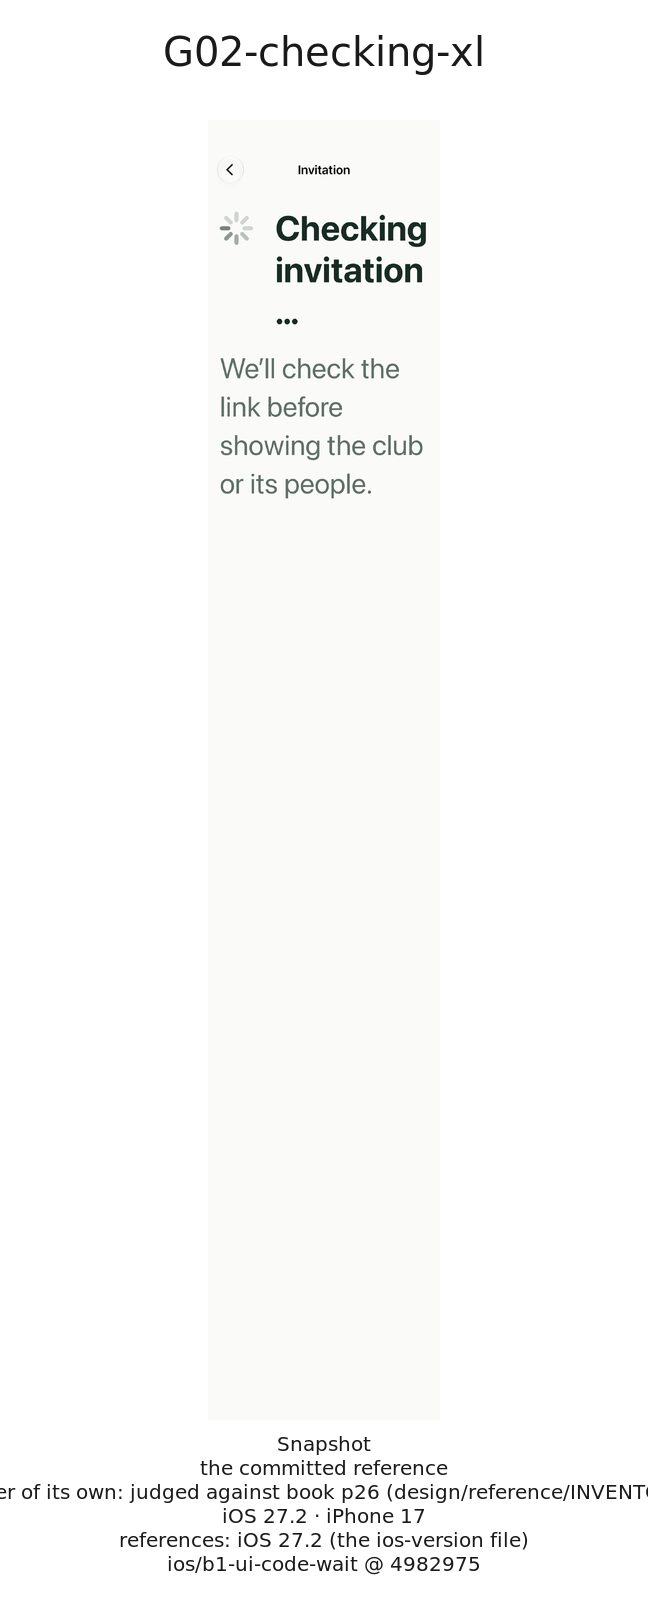 G02-checking-xl
Invitation
Checking
invitation
...
We’ll check the
link before
showing the club
or its people.
Snapshot
the committed reference
of its own: judged against book p26 (design/reference/
iOS 27.2 · iPhone 17
references: iOS 27.2 (the ios-version file)
ios/b1-ui-code-wait @ 4982975